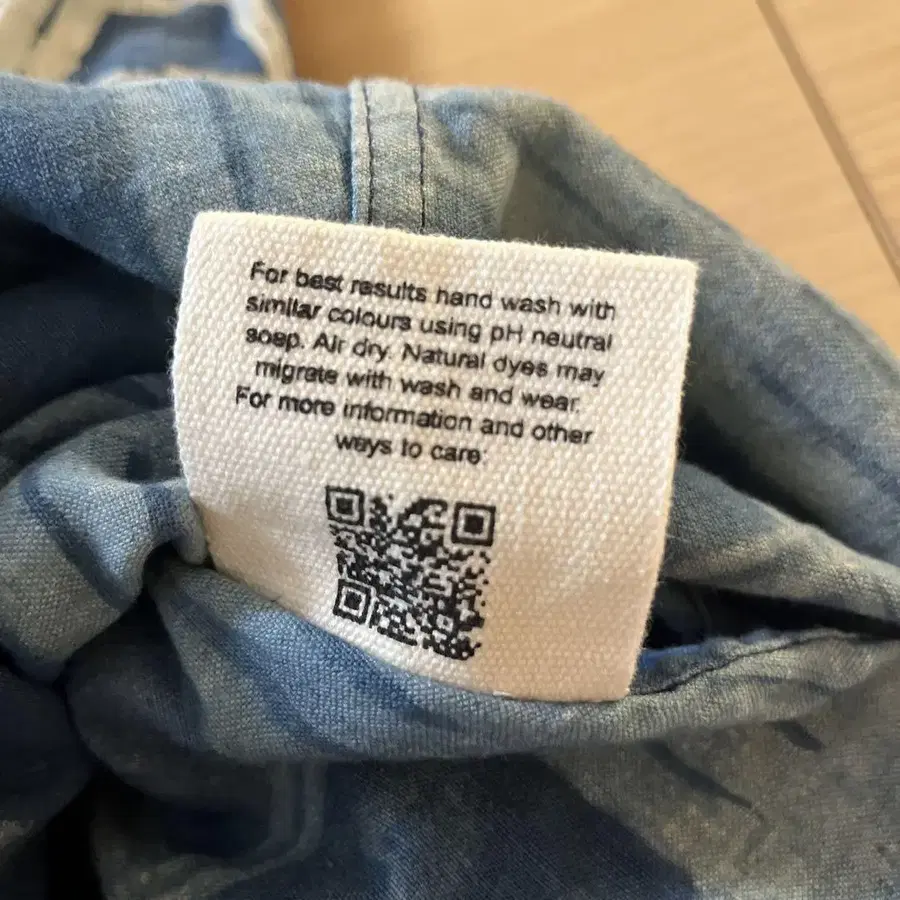 For best results hand wash with
similar colours using pH neutral
soap. Air dry. Natural dyes may
migrate with wash and wear.
For more information and other
ways to care: